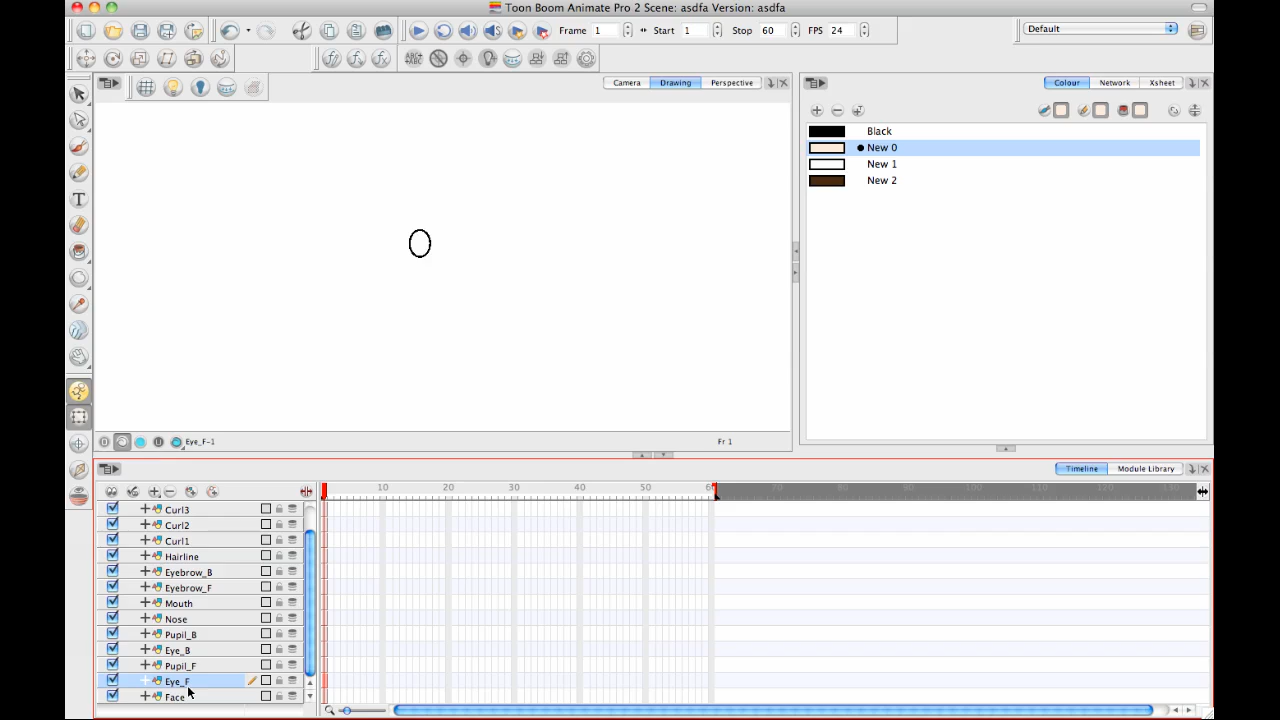 Toon Boom Animate Pro 2 Scene: asdfa Version: asdfa
Frame 1 Start 1 Stop 60 FPS 24 Default
Camera Drawing Perspective Colour Network Xsheet
Black
New 0
New 1
New 2
T
Eye_F-1 Fr 1
Timeline Module Library
10 20 30 40 50
Curl3
Curl2
Curl1
Hairline
Eyebrow_B
Eyebrow_F
Mouth
Nose
Pupil_B
Eye_B
Pupil_F
Eye_F
Face